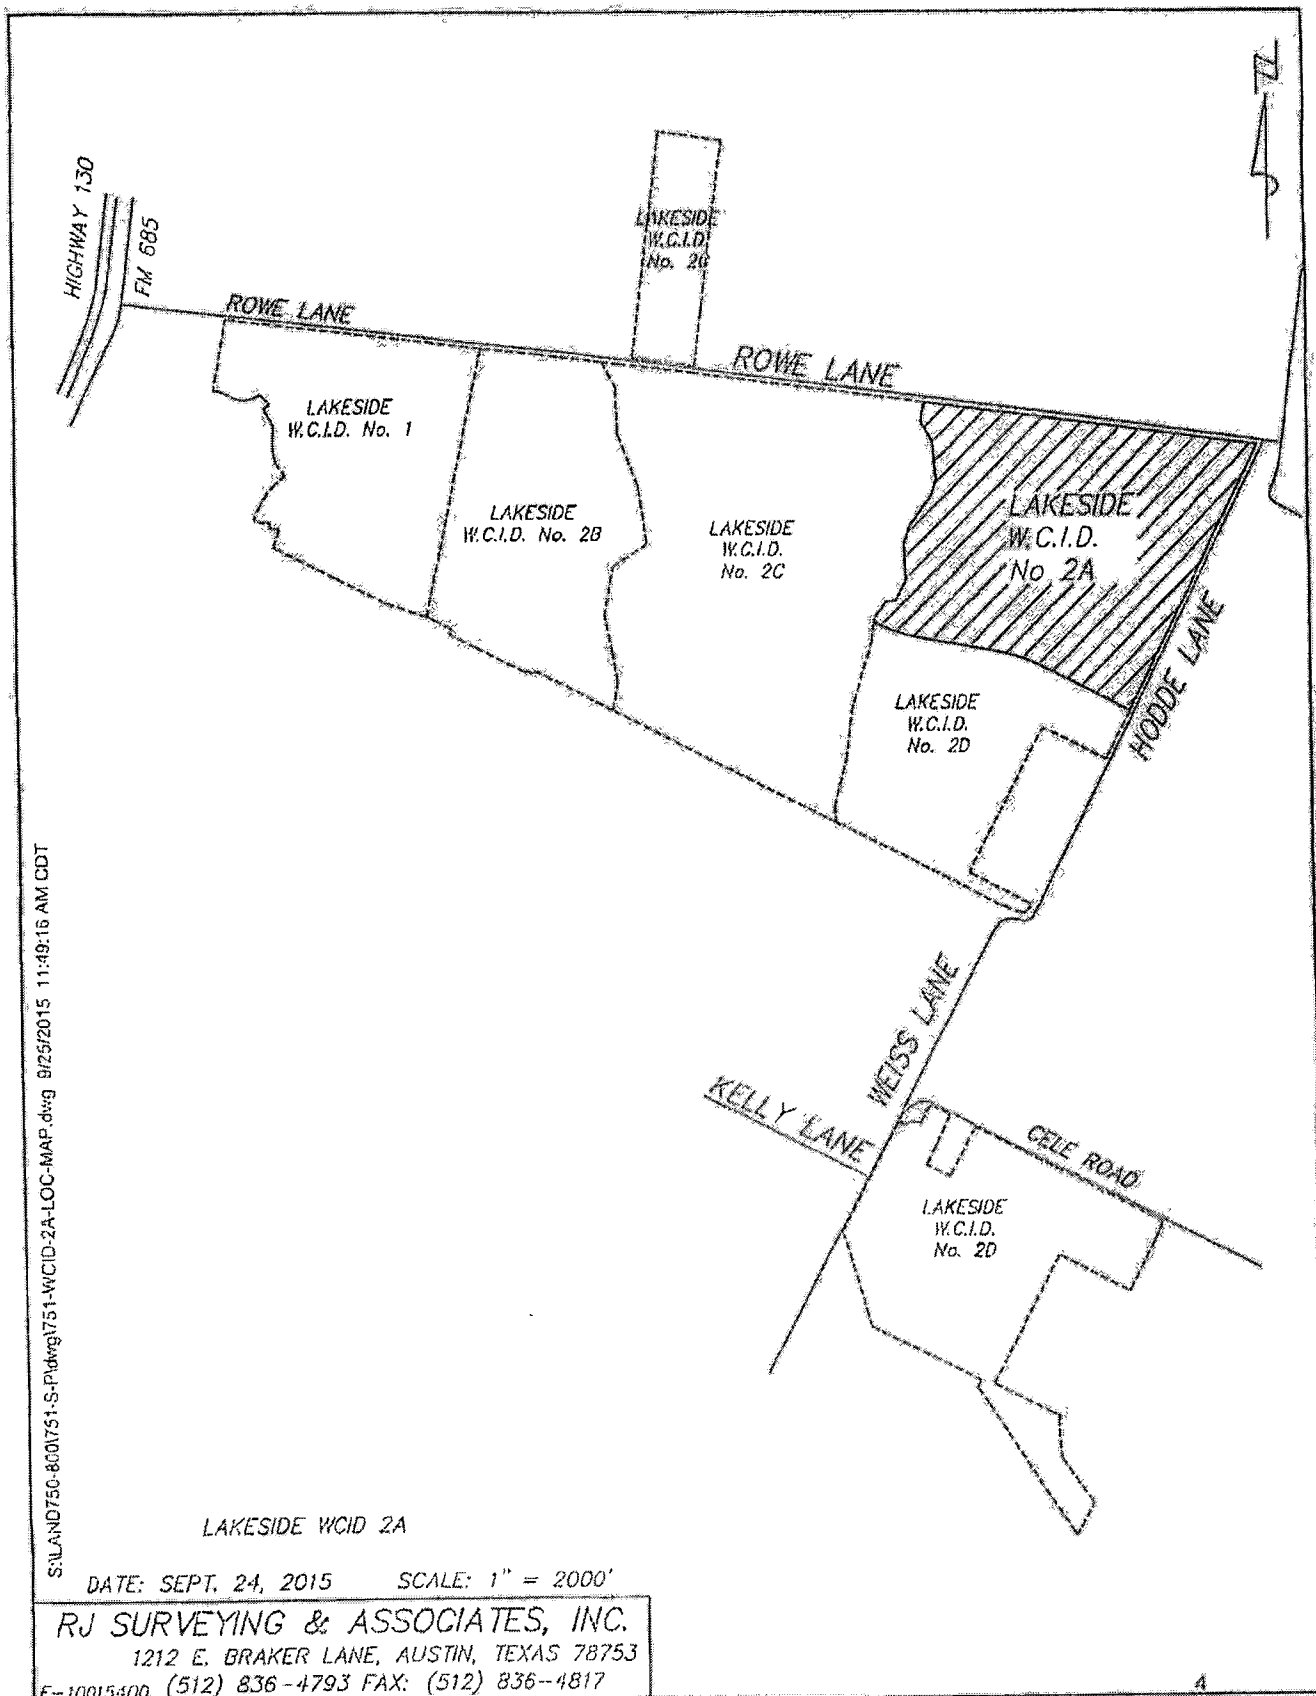 HIGHWAY 130
FM 685
LAKESIDE
W.C.I.D.
ROWE LANE
ROWE LANE
LAKESIDE
W.C.I.D. No. 1
LAKESIDE
W.C.I.D. No. 2B
LAKESIDE
W.C.I.D.
No. 2C
LAKESIDE
W.C.I.D.
No 2A
HODDE LANE
LAKESIDE
W.C.I.D.
No. 2D
WEISS LANE
KELLY LANE
CELE ROAD
LAKESIDE
W.C.I.D.
No. 2D
S:\LAND750-800\751-S-P\dwg\751-WCID-2A-LOC-MAP.dwg 9/25/2015 11:49:16 AM CDT
LAKESIDE WCID 2A
DATE: SEPT. 24, 2015 SCALE: 1" = 2000'
RJ SURVEYING & ASSOCIATES, INC.
1212 E. BRAKER LANE, AUSTIN, TEXAS 78753
F-10015400 (512) 836-4793 FAX: (512) 836-4817
4